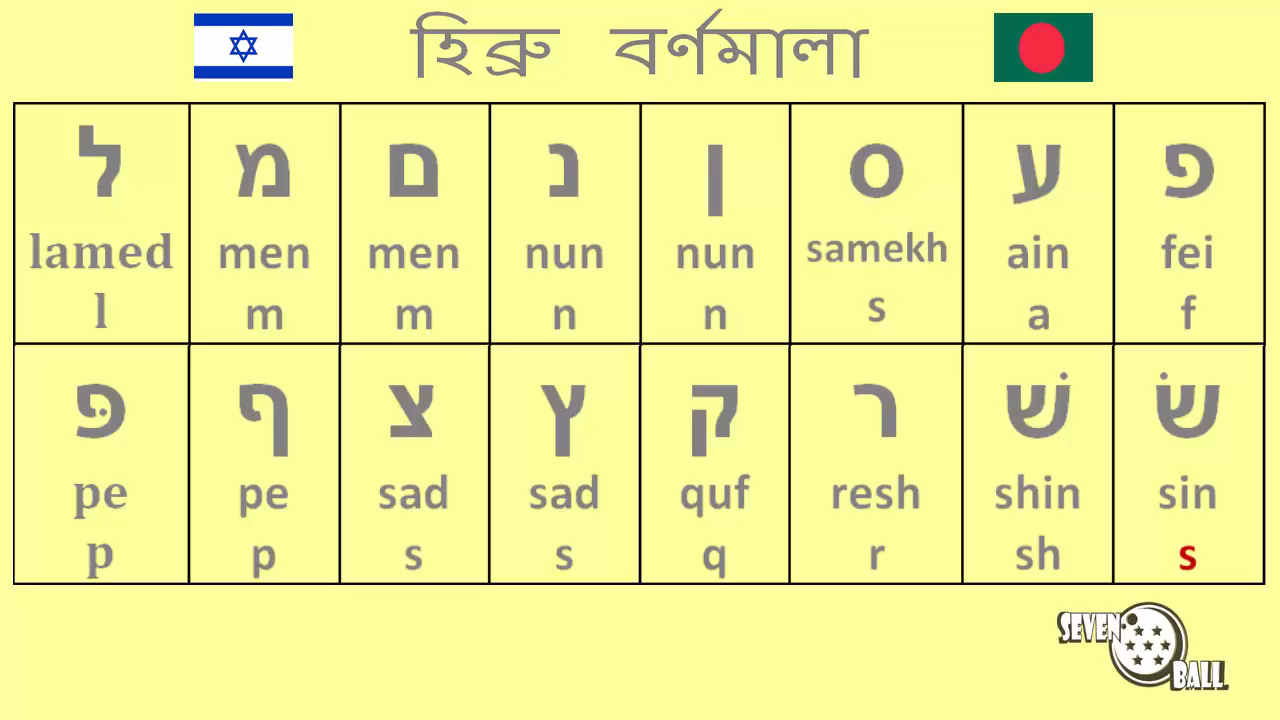 হিব্রু বর্ণমালা
ל מ ם נ ן ס ע פ
lamed men men nun nun samekh ain fei
l m m n n s a f
פּ ף צ ץ ק ר שׁ שׂ
pe pe sad sad quf resh shin sin
p p s s q r sh s
SEVEN
BALL